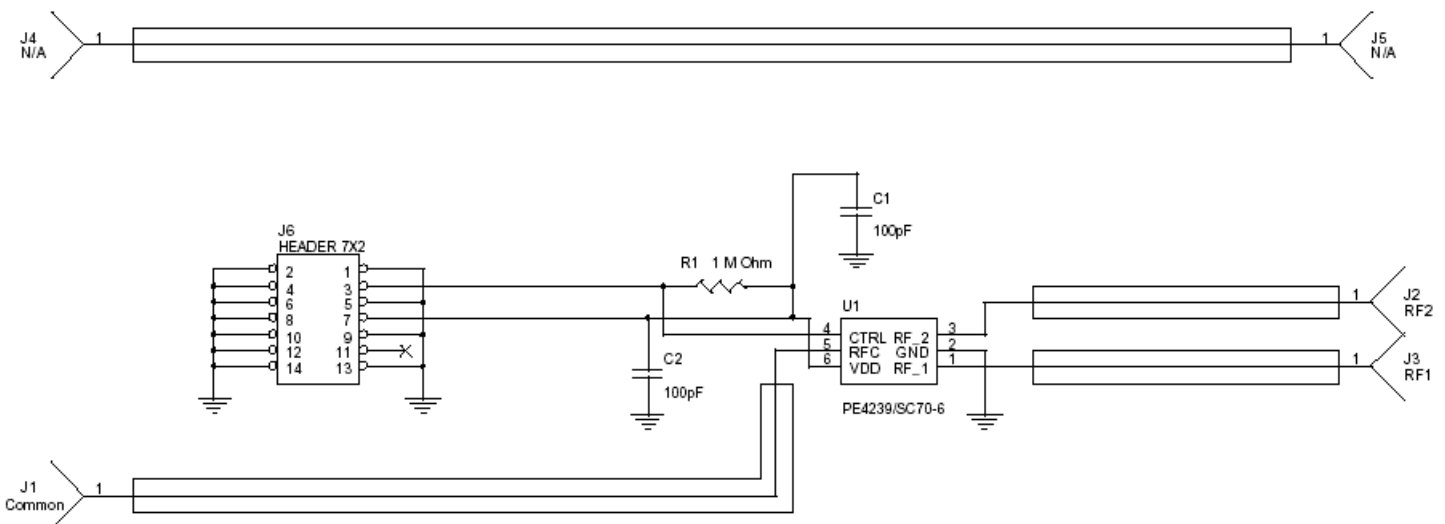 J4
N/A
1
1
J5
N/A
C1
100pF
J6
HEADER 7X2
R1 1 M Ohm
2 1
4 3
6 5
8 7
10 9
12 11
14 13
U1
4 CTRL RF_2 3
5 RFC GND 2
6 VDD RF_1 1
PE4239/SC70-6
C2
100pF
1
J2
RF2
1
J3
RF1
J1
Common
1